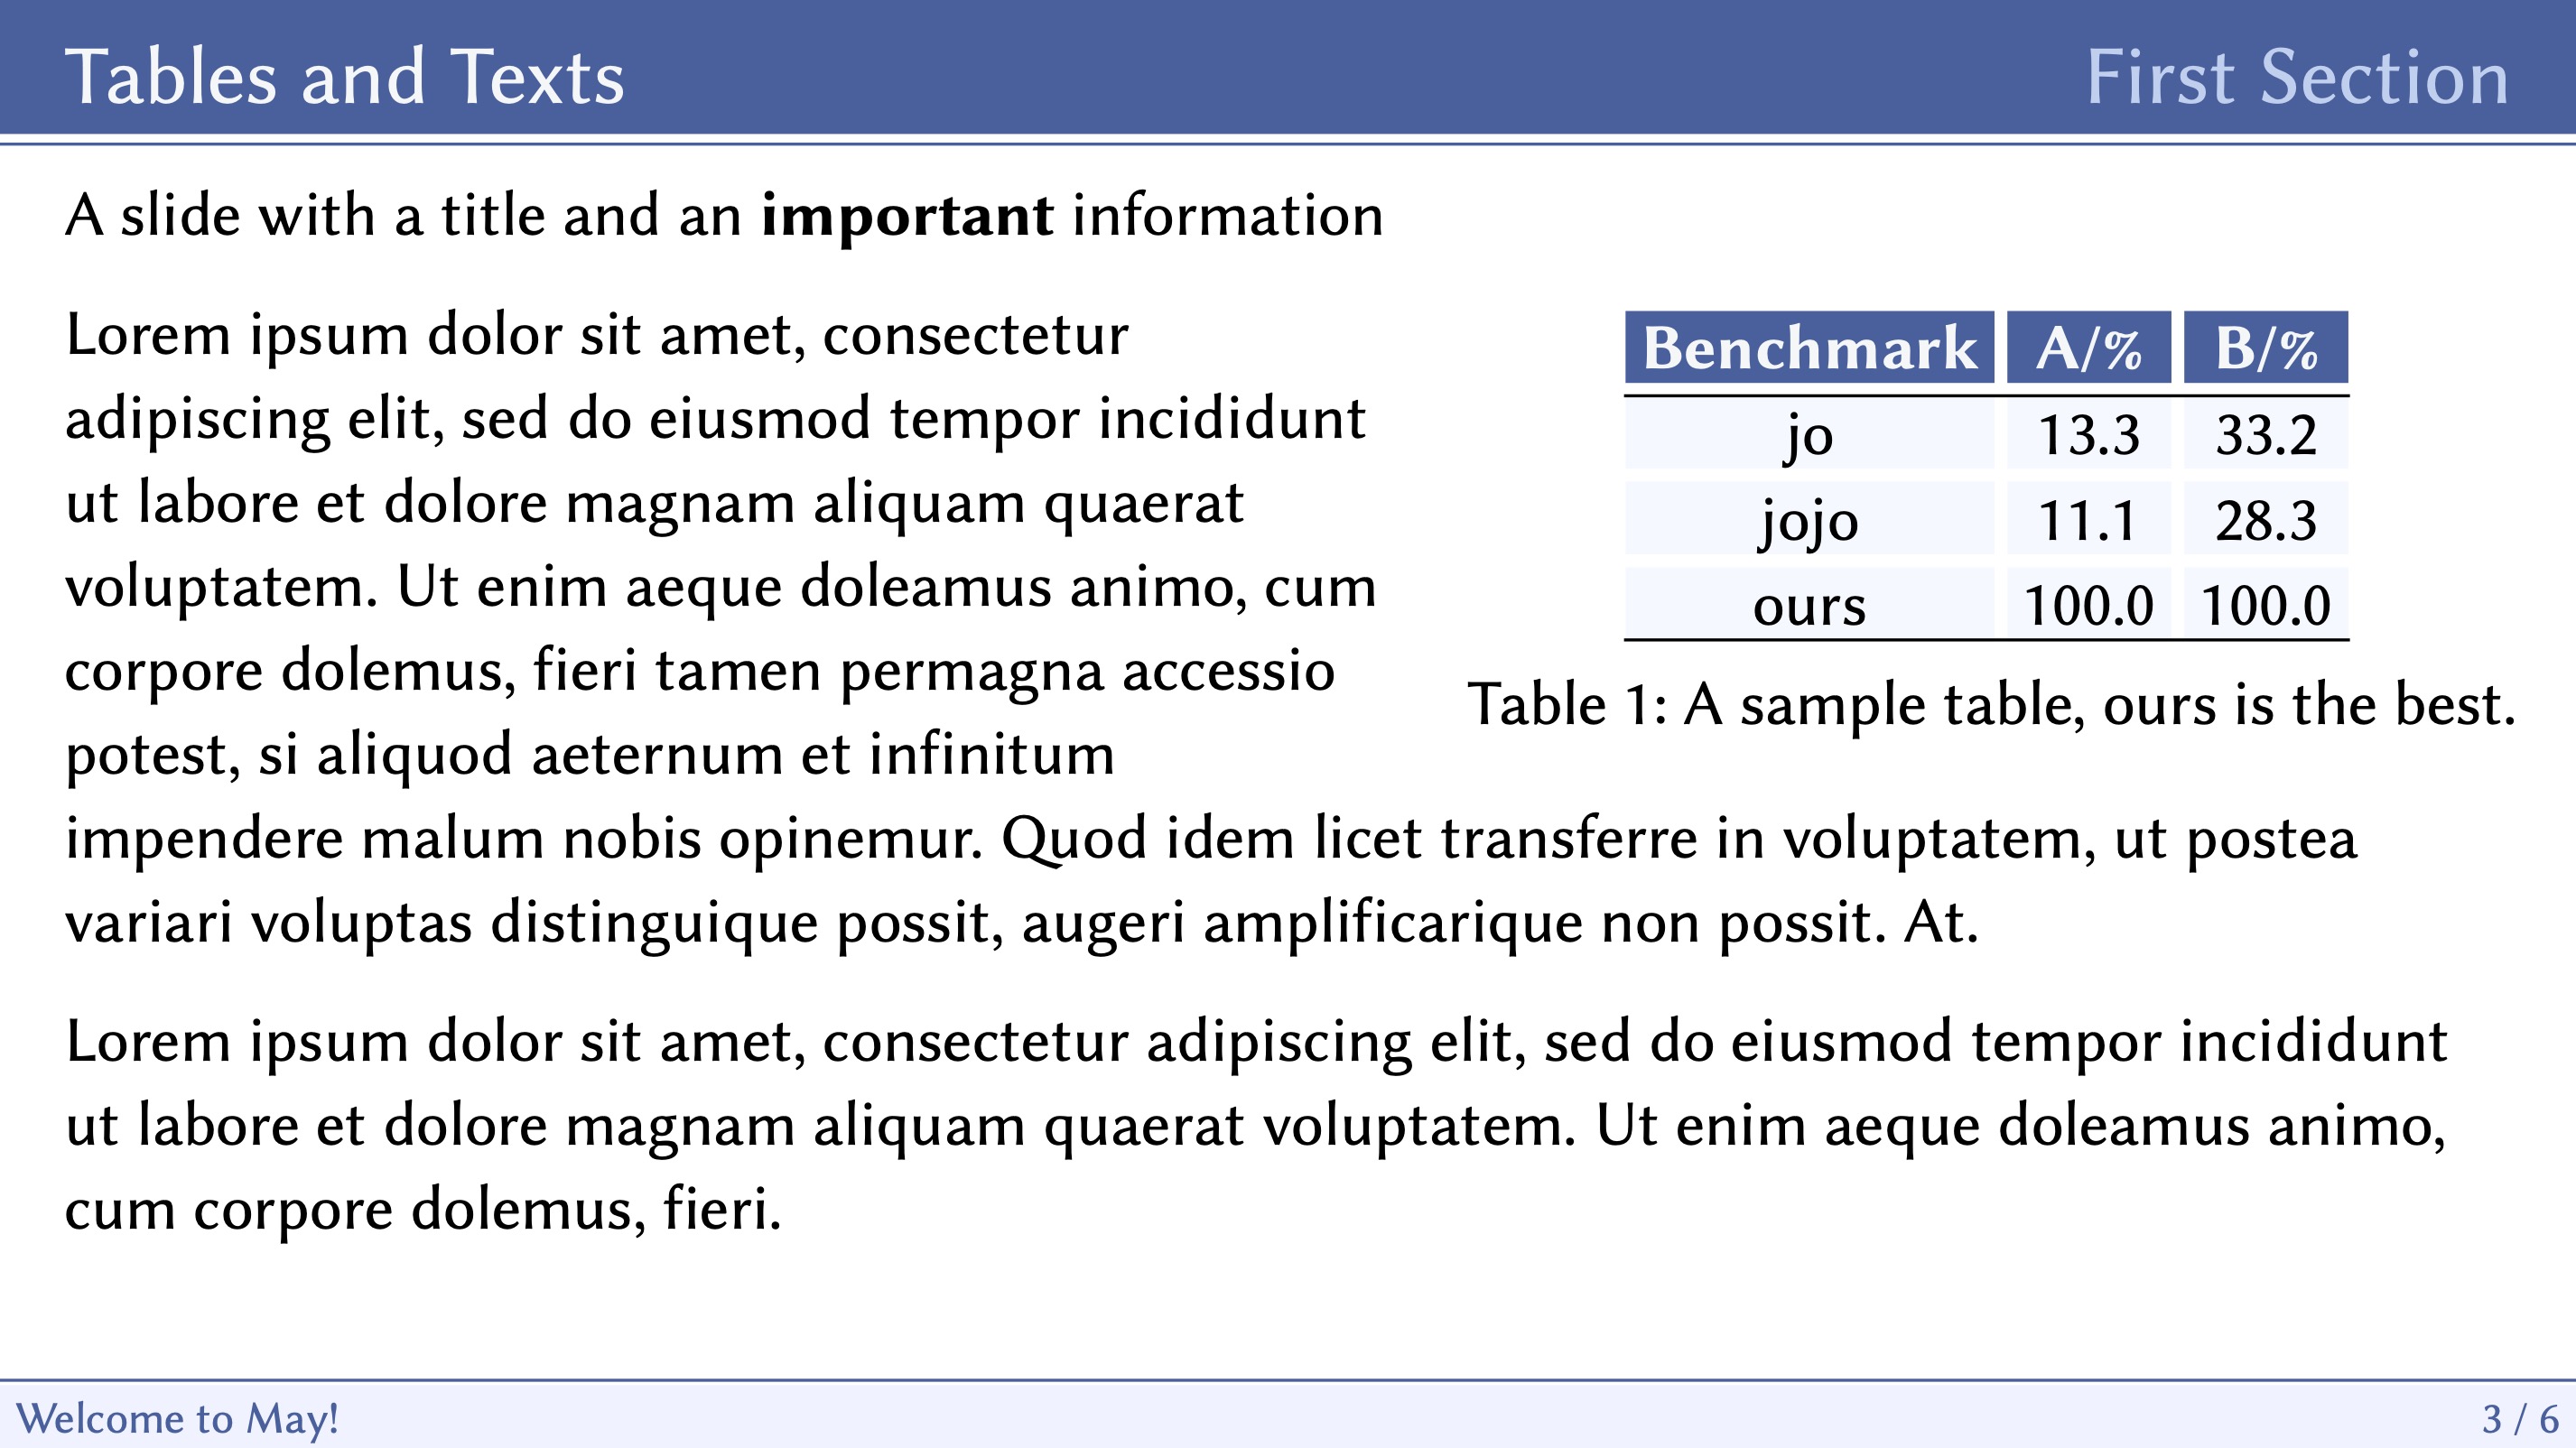 Tables and Texts
First Section
A slide with a title and an important information
Lorem ipsum dolor sit amet, consectetur
adipiscing elit, sed do eiusmod tempor incididunt
ut labore et dolore magnam aliquam quaerat
voluptatem. Ut enim aeque doleamus animo, cum
corpore dolemus, fieri tamen permagna accessio
potest, si aliquod aeternum et infinitum
impendere malum nobis opinemur. Quod idem licet transferre in voluptatem, ut postea
variari voluptas distinguique possit, augeri amplificarique non possit. At.
Benchmark A/% B/%
jo 13.3 33.2
jojo 11.1 28.3
ours 100.0 100.0
Table 1: A sample table, ours is the best.
Lorem ipsum dolor sit amet, consectetur adipiscing elit, sed do eiusmod tempor incididunt
ut labore et dolore magnam aliquam quaerat voluptatem. Ut enim aeque doleamus animo,
cum corpore dolemus, fieri.
Welcome to May!
3 / 6